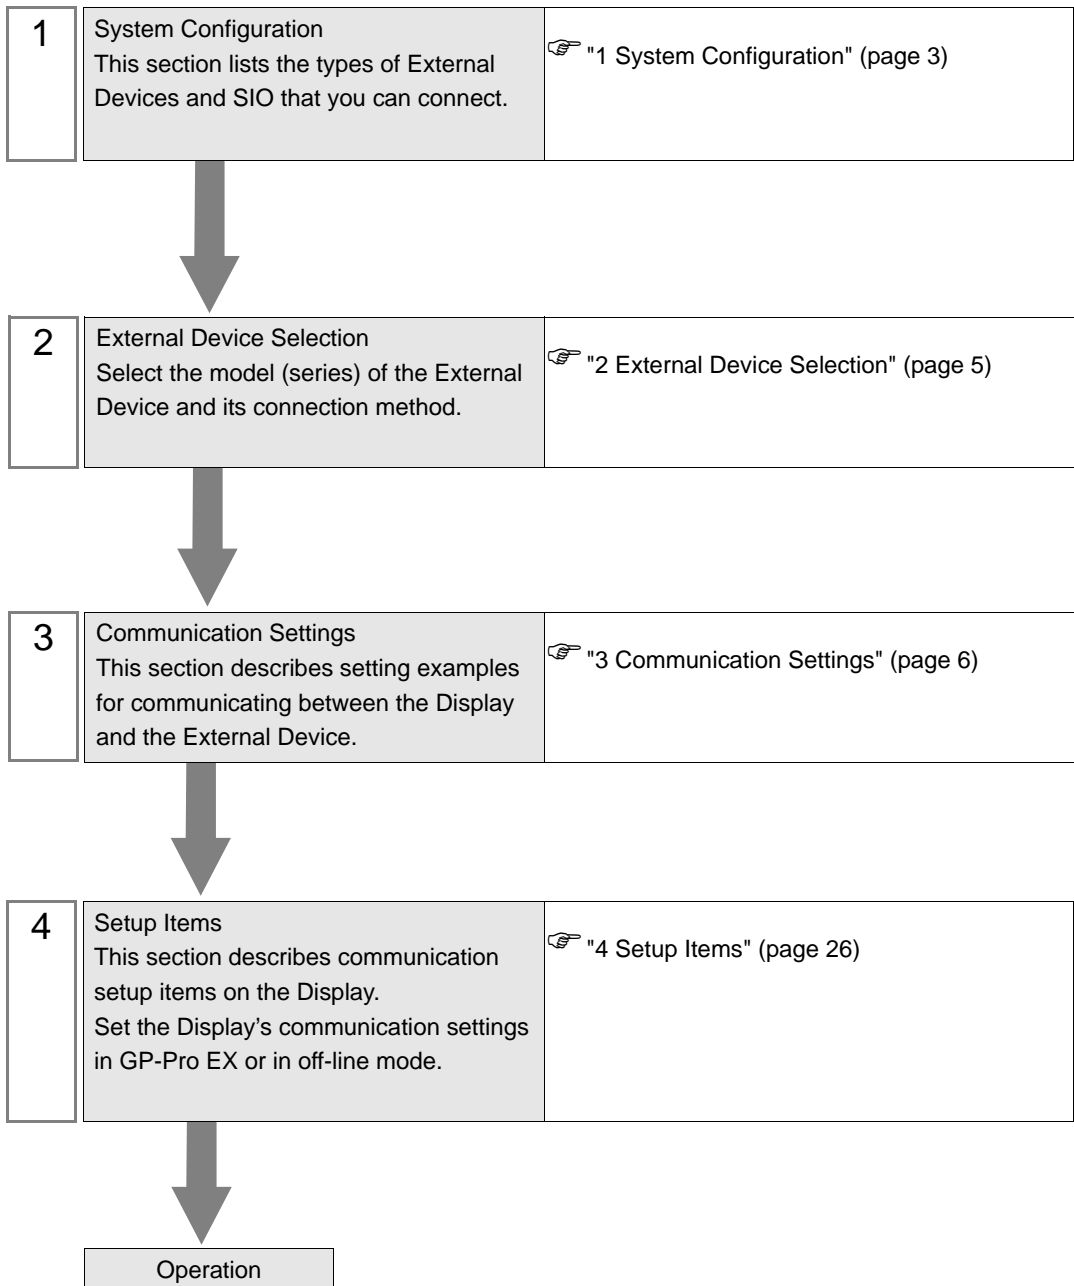 1
System Configuration
This section lists the types of External
Devices and SIO that you can connect.
"1 System Configuration" (page 3)
2
External Device Selection
Select the model (series) of the External
Device and its connection method.
"2 External Device Selection" (page 5)
3
Communication Settings
This section describes setting examples
for communicating between the Display
and the External Device.
"3 Communication Settings" (page 6)
4
Setup Items
This section describes communication
setup items on the Display.
Set the Display’s communication settings
in GP-Pro EX or in off-line mode.
"4 Setup Items" (page 26)
Operation